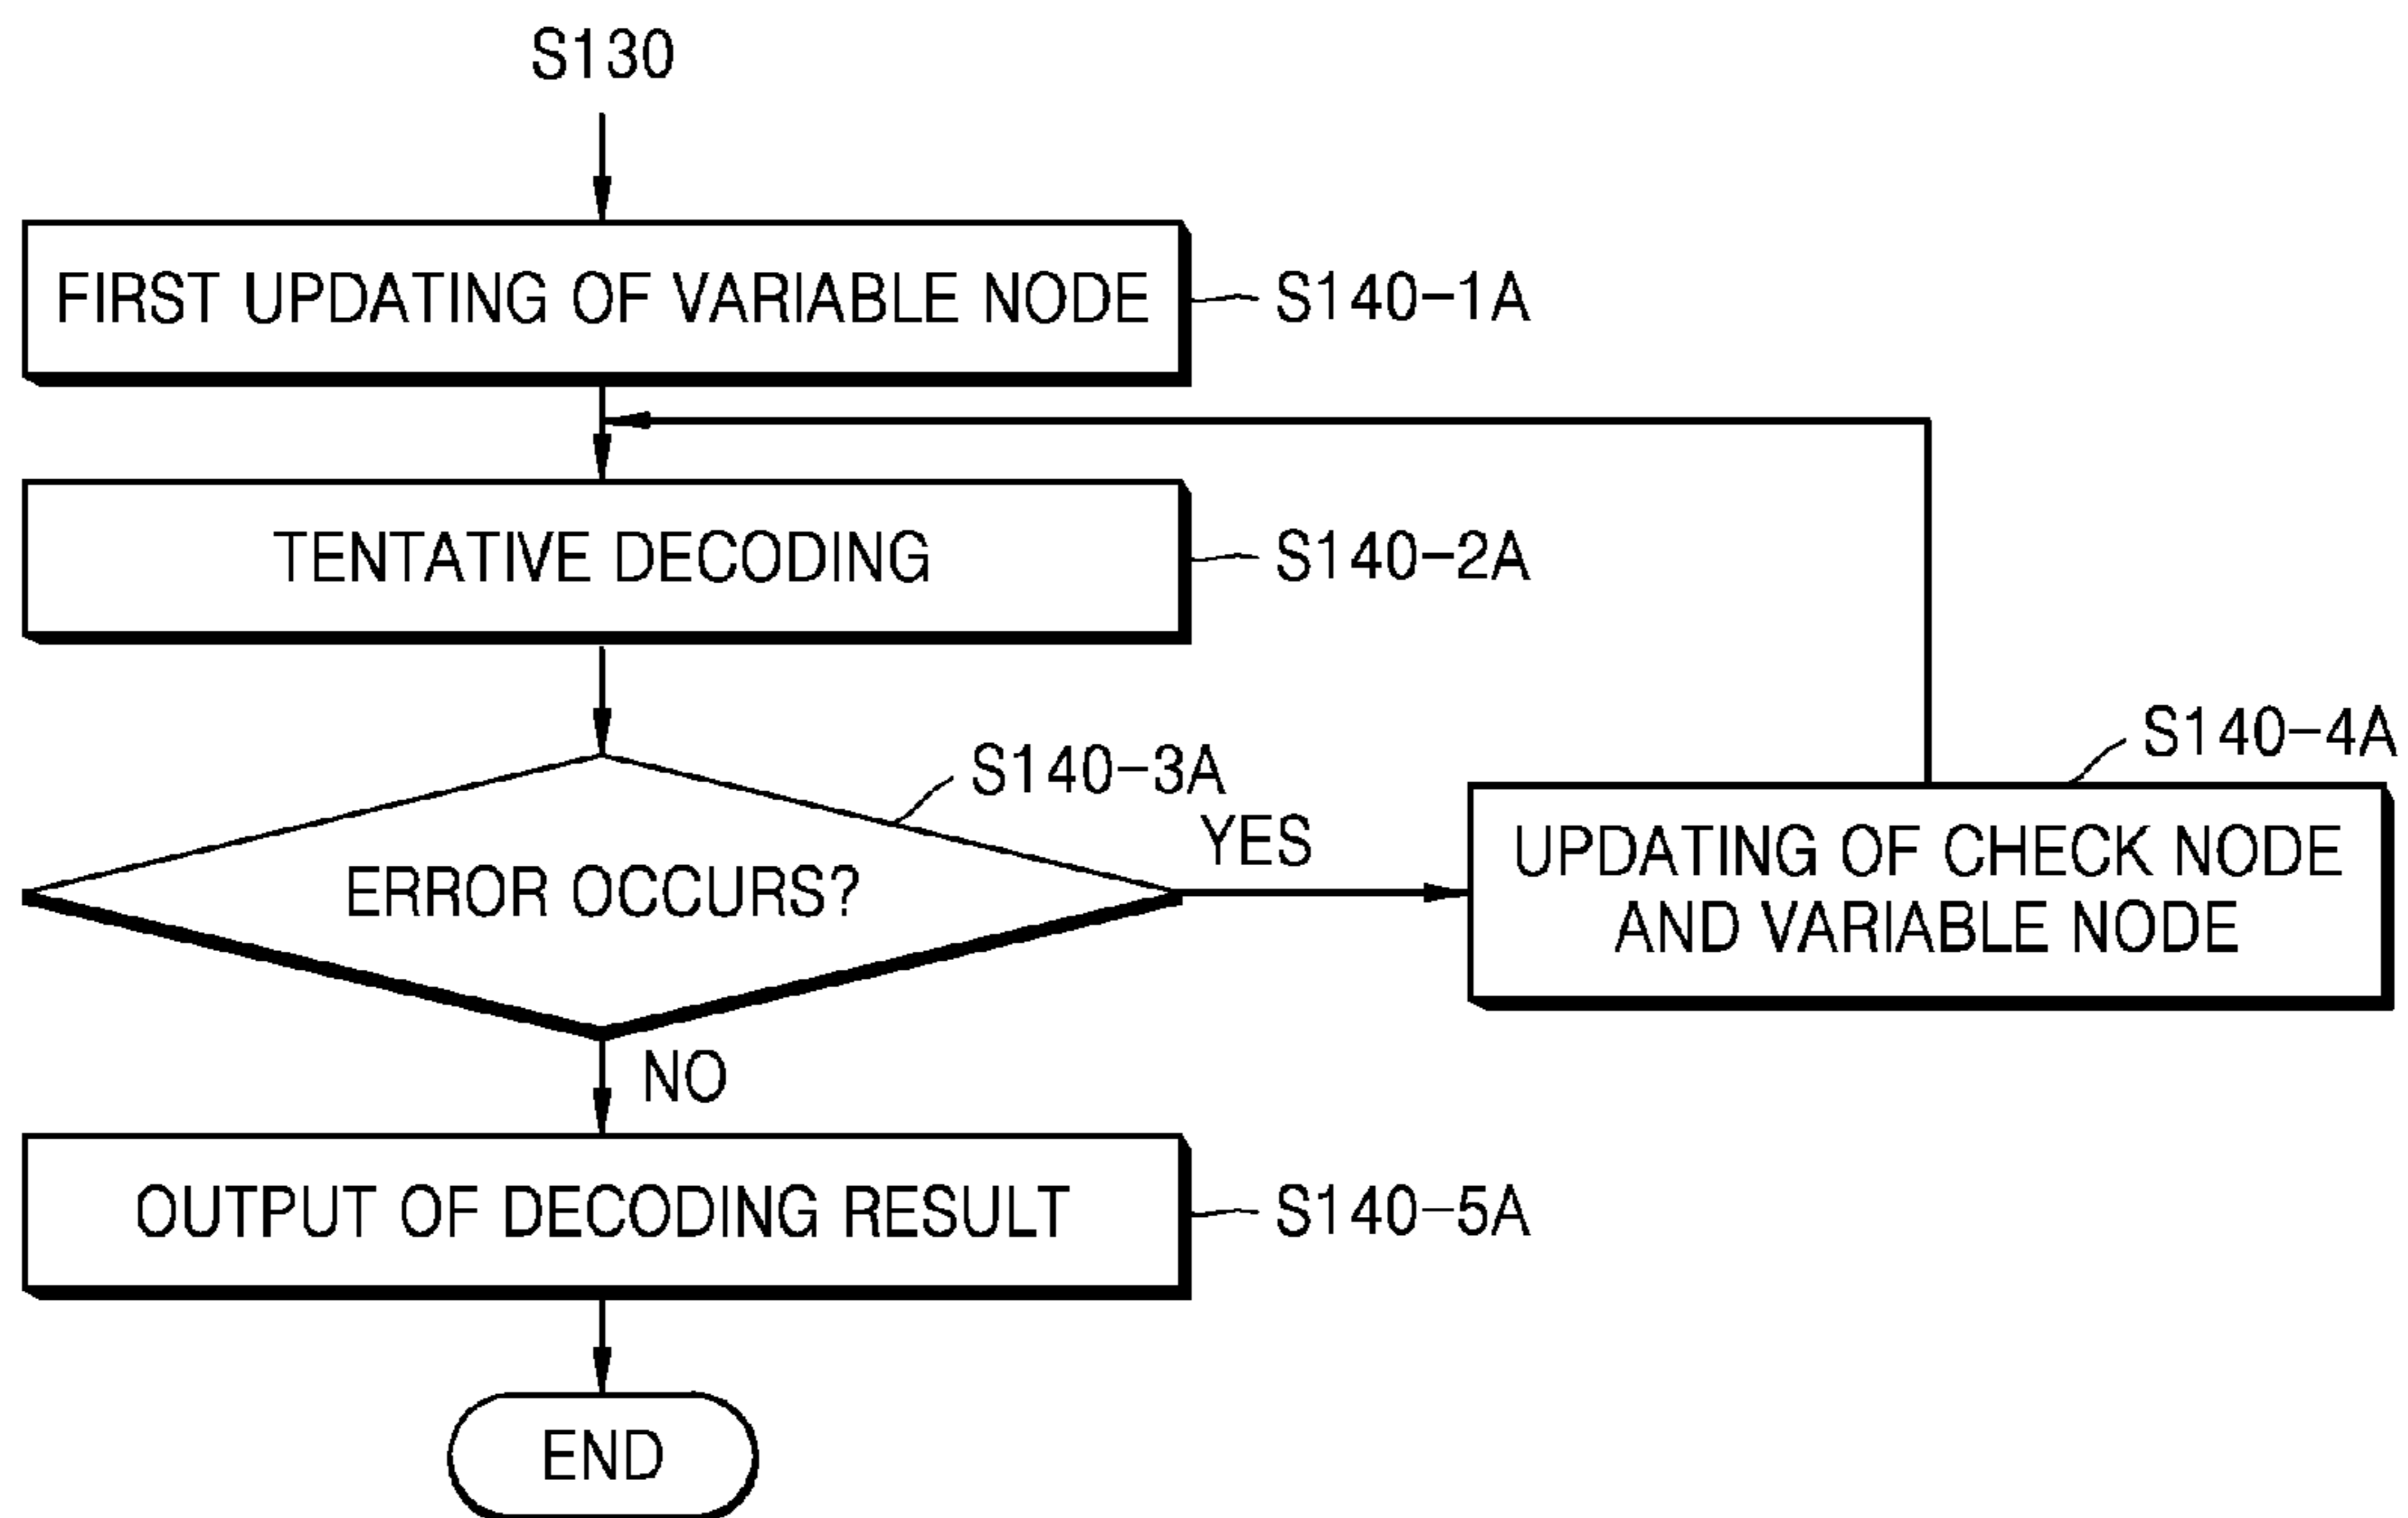 S130
FIRST UPDATING OF VARIABLE NODE
S140-1A
TENTATIVE DECODING
S140-2A
S140-3A
ERROR OCCURS?
YES
S140-4A
UPDATING OF CHECK NODE
AND VARIABLE NODE
NO
OUTPUT OF DECODING RESULT
S140-5A
END